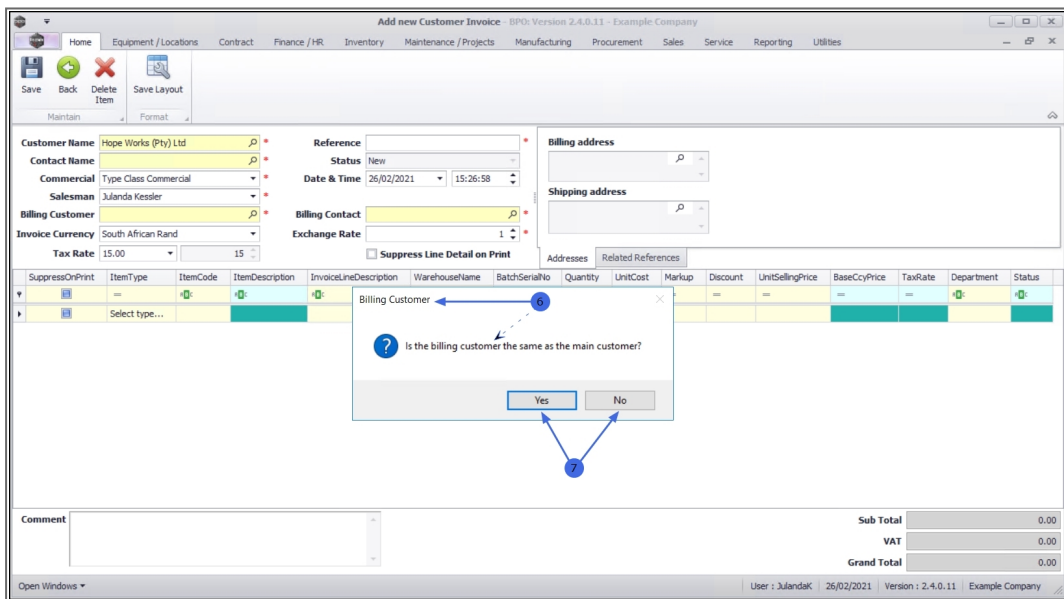 Add new Customer Invoice - BPO: Version 2.4.0.11 - Example Company
Home Equipment / Locations Contract Finance / HR Inventory Maintenance / Projects Manufacturing Procurement Sales Service Reporting Utilities
Save Back Delete Item Save Layout
Maintain Format
Customer Name Hope Works (Pty) Ltd * Reference * Billing address
Contact Name * Status New
Commercial Type Class Commercial * Date & Time 26/02/2021 15:26:58
Salesman Julanda Kessler * Shipping address
Billing Customer * Billing Contact *
Invoice Currency South African Rand Exchange Rate 1 *
Tax Rate 15.00 15 Suppress Line Detail on Print Addresses Related References
SuppressOnPrint ItemType ItemCode ItemDescription InvoiceLineDescription WarehouseName BatchSerialNo Quantity UnitCost Markup Discount UnitSellingPrice BaseCcyPrice TaxRate Department Status
Select type...
Billing Customer 6
Is the billing customer the same as the main customer?
Yes No
7
Comment Sub Total 0.00
VAT 0.00
Grand Total 0.00
Open Windows User : JulandaK 26/02/2021 Version : 2.4.0.11 Example Company